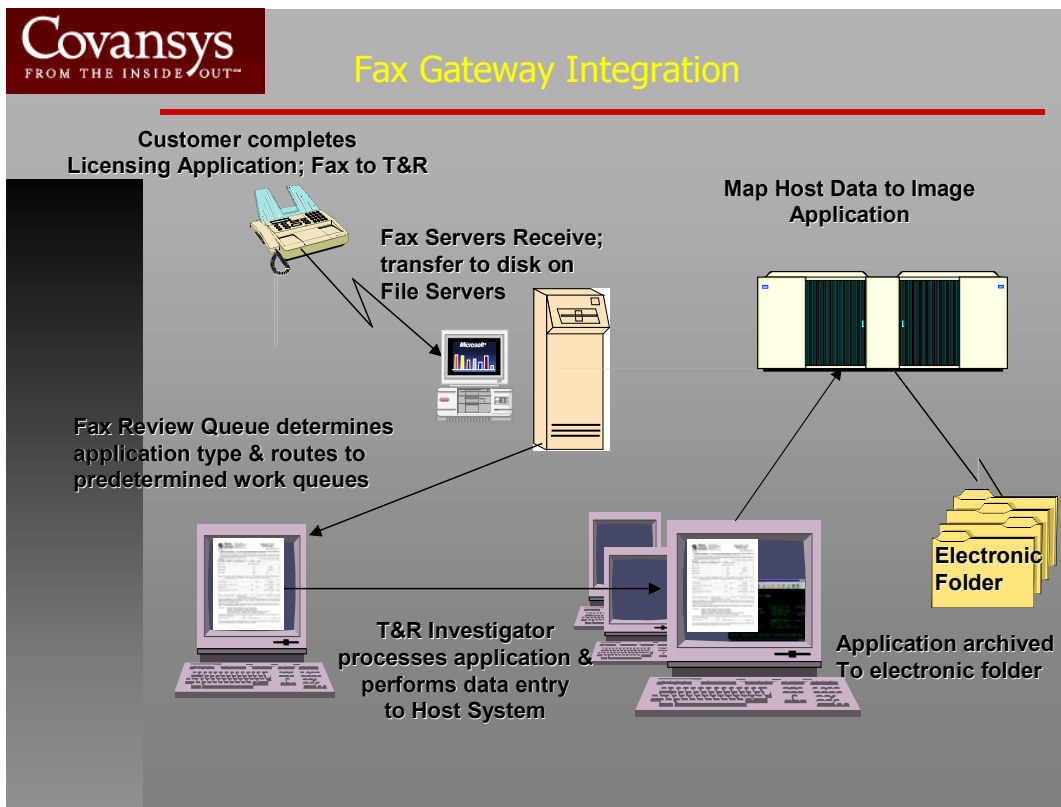 Covansys
FROM THE INSIDE OUT℠
Fax Gateway Integration
Customer completes
Licensing Application; Fax to T&R
Map Host Data to Image
Application
Fax Servers Receive;
transfer to disk on
File Servers
Microsoft
Fax Review Queue determines
application type & routes to
predetermined work queues
Electronic
Folder
T&R Investigator
processes application &
performs data entry
to Host System
Application archived
To electronic folder